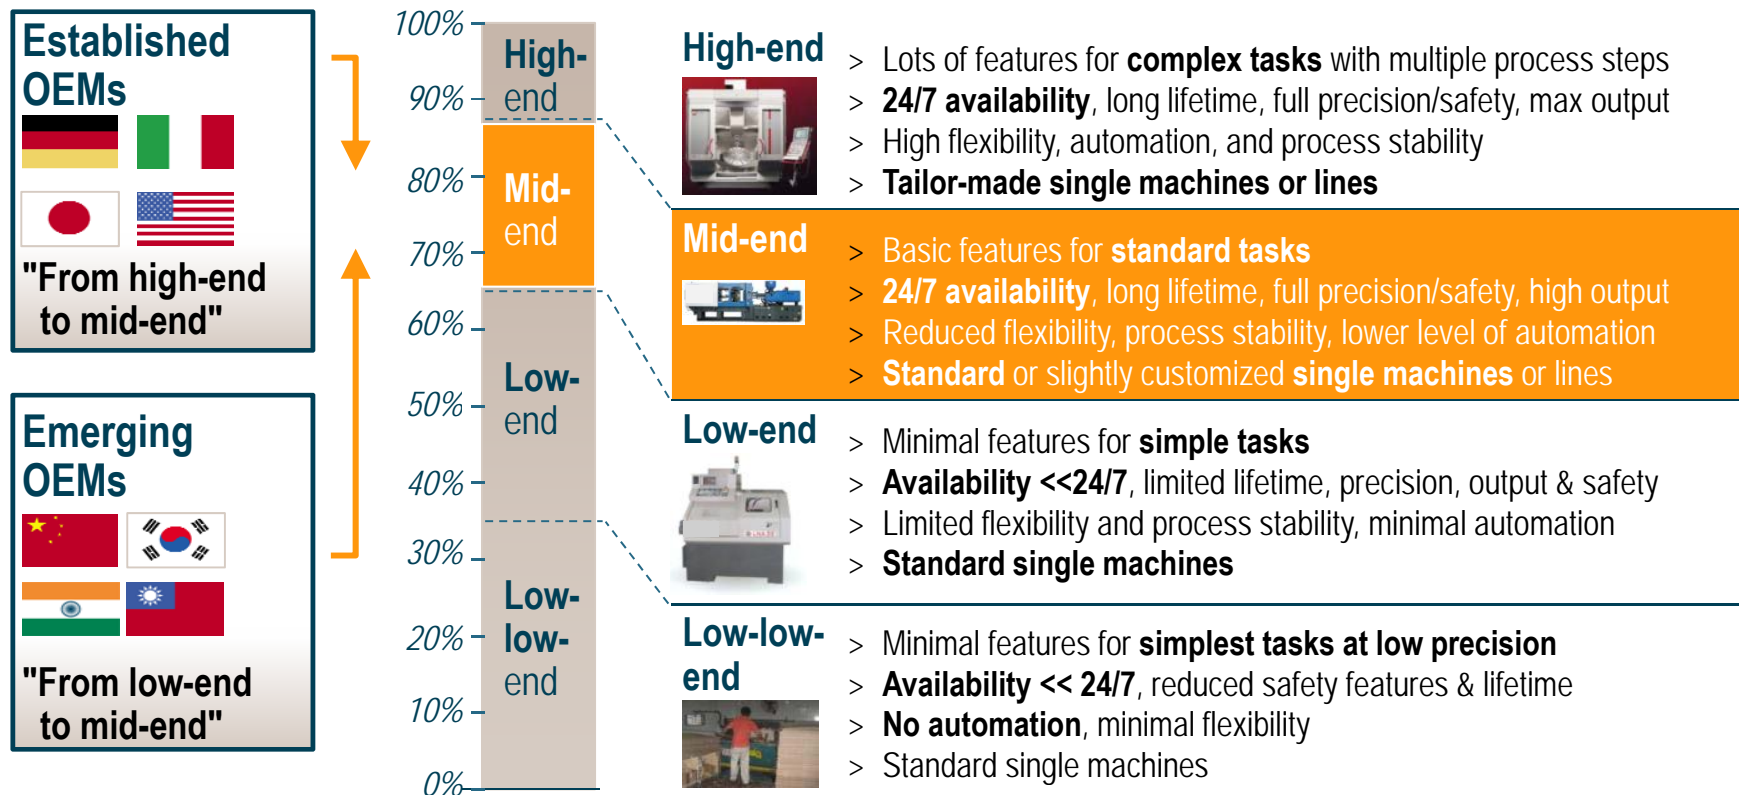 Established
OEMs
"From high-end
to mid-end"
Emerging
OEMs
"From low-end
to mid-end"
100%
90%
80%
70%
60%
50%
40%
30%
20%
10%
0%
High-
end
Mid-
end
Low-
end
Low-
low-
end
High-end
> Lots of features for complex tasks with multiple process steps
> 24/7 availability, long lifetime, full precision/safety, max output
> High flexibility, automation, and process stability
> Tailor-made single machines or lines
Mid-end
> Basic features for standard tasks
> 24/7 availability, long lifetime, full precision/safety, high output
> Reduced flexibility, process stability, lower level of automation
> Standard or slightly customized single machines or lines
Low-end
> Minimal features for simple tasks
> Availability <<24/7, limited lifetime, precision, output & safety
> Limited flexibility and process stability, minimal automation
> Standard single machines
Low-low-
end
> Minimal features for simplest tasks at low precision
> Availability << 24/7, reduced safety features & lifetime
> No automation, minimal flexibility
> Standard single machines